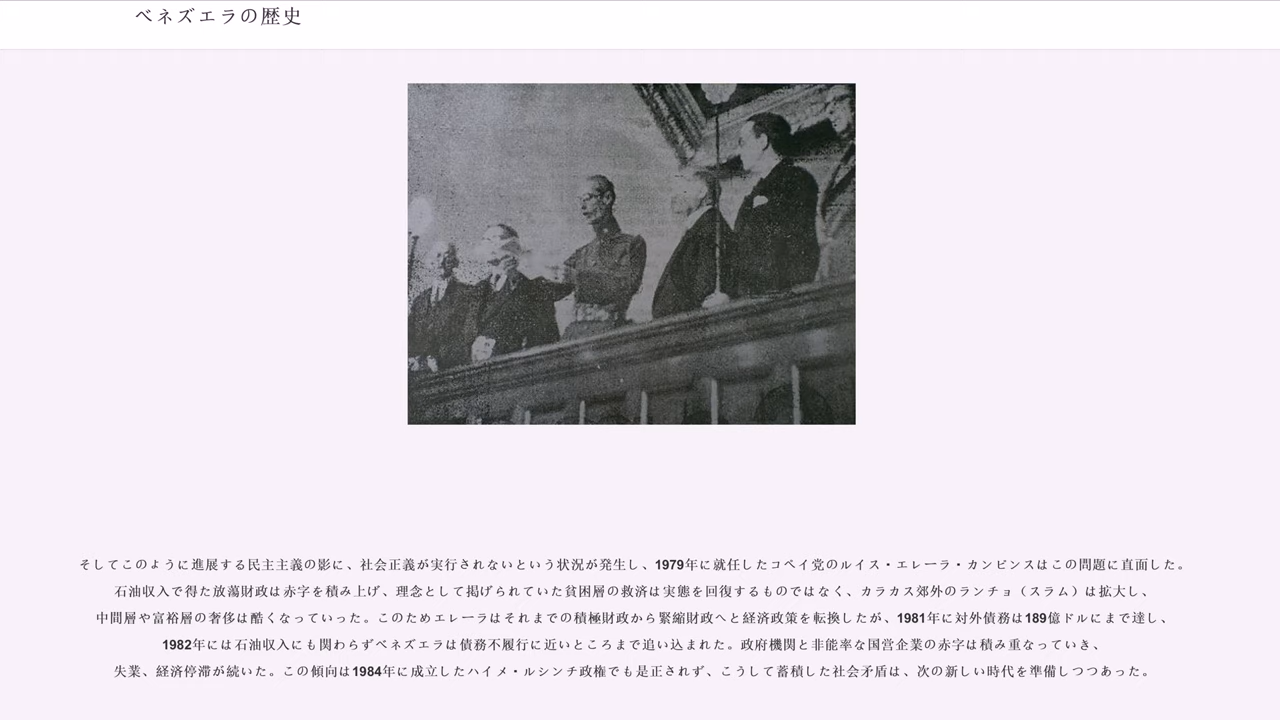 ベネズエラの歴史
そしてこのように進展する民主主義の影に、社会正義が実行されないという状況が発生し、1979年に就任したコペイ党のルイス・エレーラ・カンピンスはこの問題に直面した。
石油収入で得た放蕩財政は赤字を積み上げ、理念として掲げられていた貧困層の救済は実態を回復するものではなく、カラカス郊外のランチョ（スラム）は拡大し、
中間層や富裕層の奢侈は酷くなっていった。このためエレーラはそれまでの積極財政から緊縮財政へと経済政策を転換したが、1981年に対外債務は189億ドルにまで達し、
1982年には石油収入にも関わらずベネズエラは債務不履行に近いところまで追い込まれた。政府機関と非能率な国営企業の赤字は積み重なっていき、
失業、経済停滞が続いた。この傾向は1984年に成立したハイメ・ルシンチ政権でも是正されず、こうして蓄積した社会矛盾は、次の新しい時代を準備しつつあった。